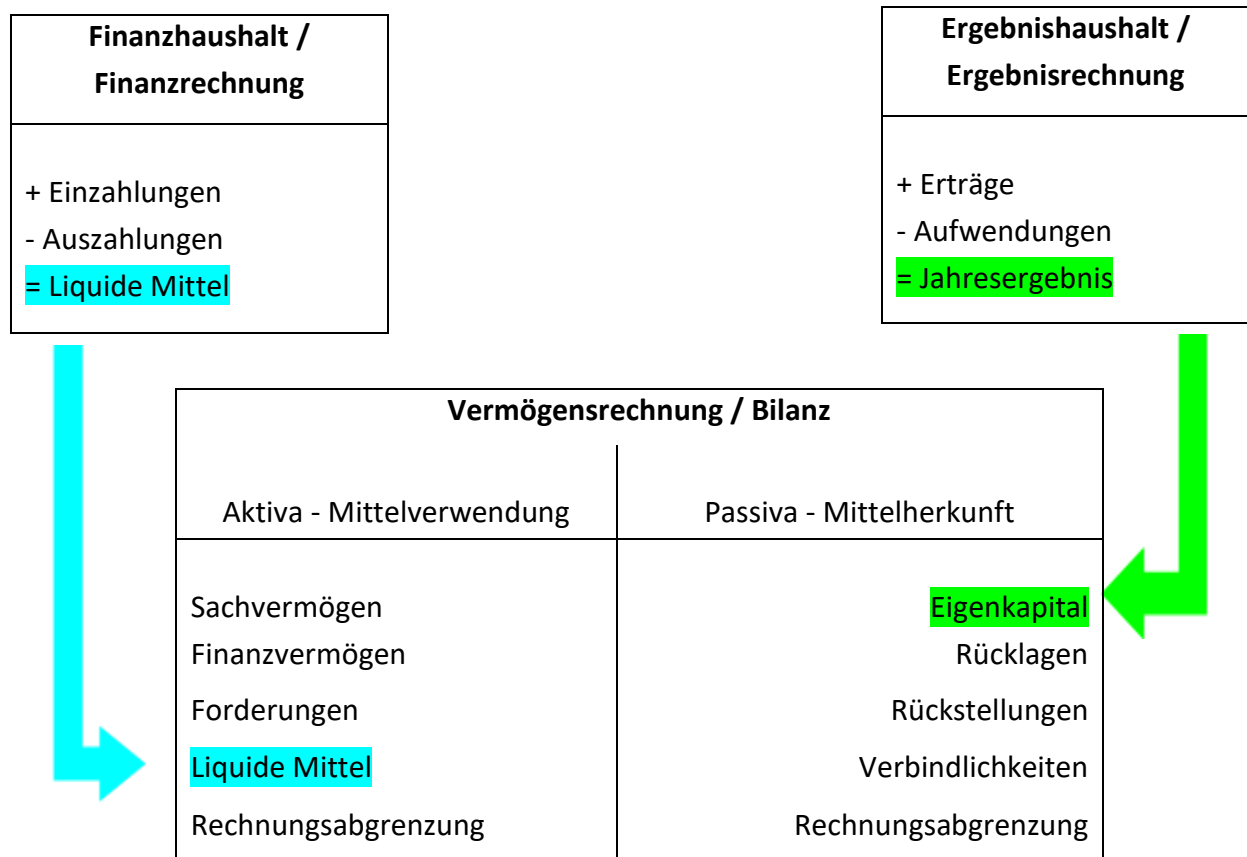 Finanzhaushalt /
Finanzrechnung
+ Einzahlungen
- Auszahlungen
= Liquide Mittel
Ergebnishaushalt /
Ergebnisrechnung
+ Erträge
- Aufwendungen
= Jahresergebnis
Vermögensrechnung / Bilanz
Aktiva - Mittelverwendung
Passiva - Mittelherkunft
Sachvermögen
Finanzvermögen
Forderungen
Liquide Mittel
Rechnungsabgrenzung
Eigenkapital
Rücklagen
Rückstellungen
Verbindlichkeiten
Rechnungsabgrenzung